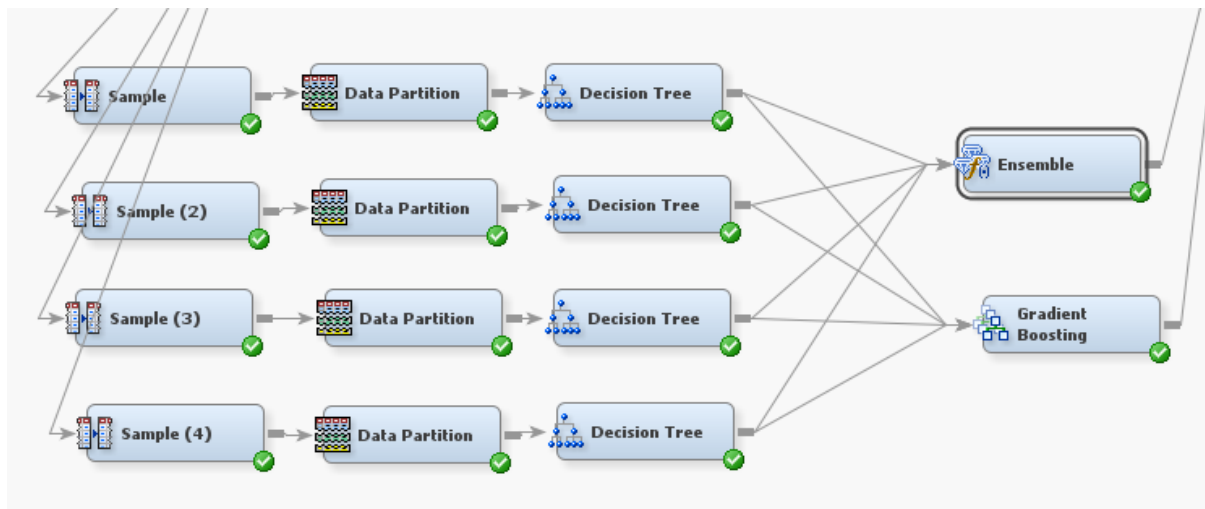 Sample
Data Partition
Decision Tree
Ensemble
Sample (2)
Data Partition
Decision Tree
Sample (3)
Data Partition
Decision Tree
Gradient
Boosting
Sample (4)
Data Partition
Decision Tree